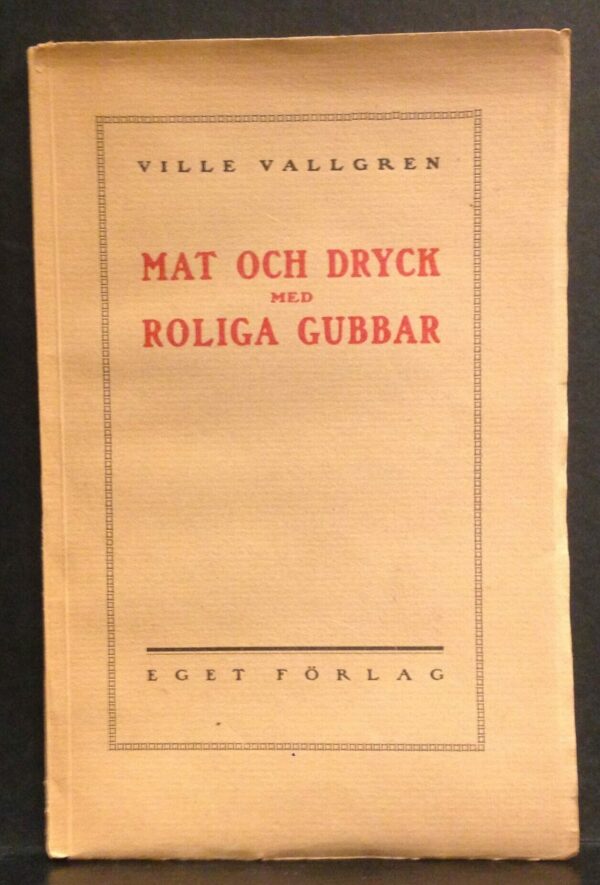 VILLE VALLGREN
MAT OCH DRYCK
MED
ROLIGA GUBBAR
EGET FÖRLAG